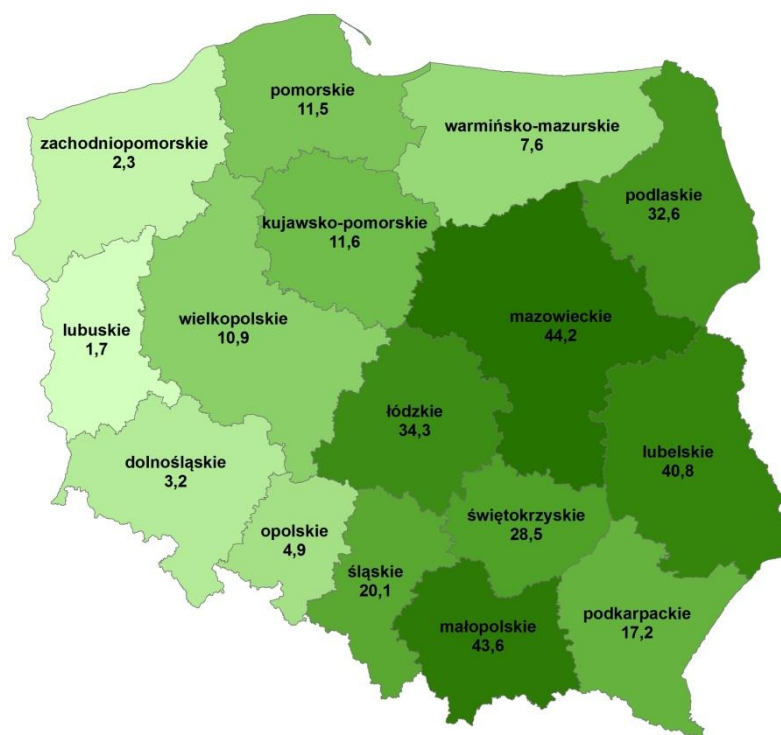 pomorskie
11,5
warmińsko-mazurskie
7,6
zachodniopomorskie
2,3
podlaskie
32,6
kujawsko-pomorskie
11,6
mazowieckie
44,2
wielkopolskie
10,9
lubuskie
1,7
łódzkie
34,3
lubelskie
40,8
dolnośląskie
3,2
świętokrzyskie
28,5
opolskie
4,9
śląskie
20,1
podkarpackie
17,2
małopolskie
43,6